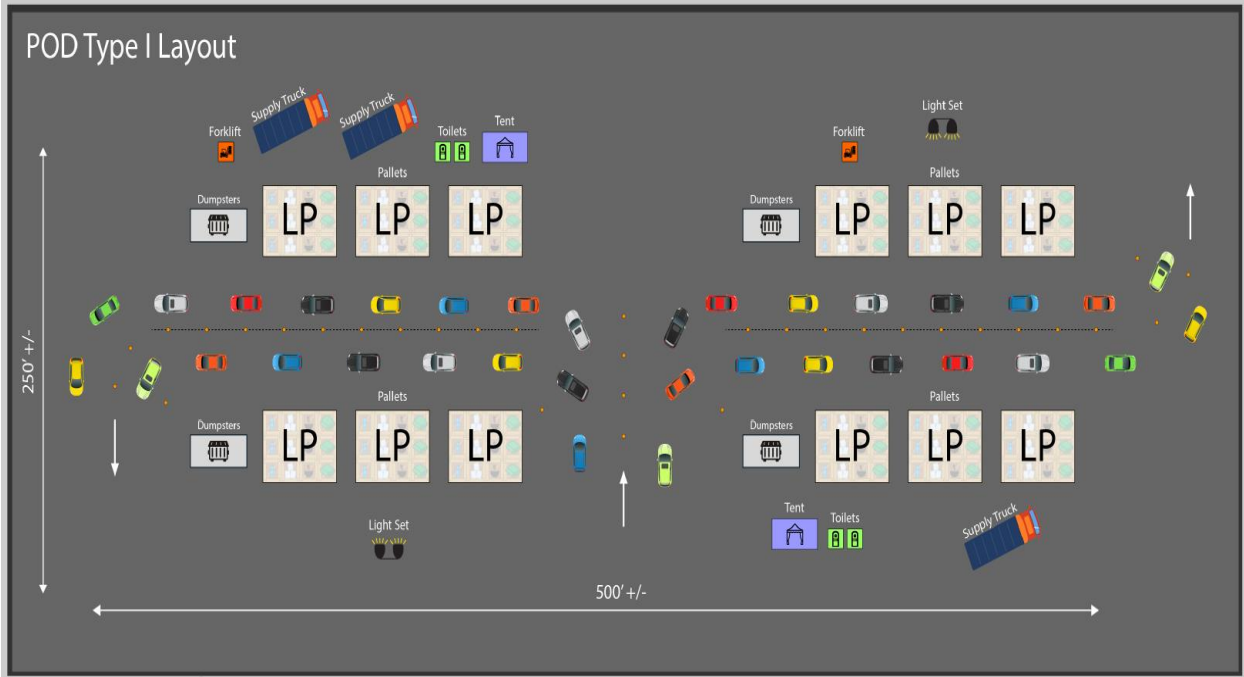 POD Type I Layout
Supply Truck
Supply Truck
Light Set
Forklift
Toilets
Tent
Forklift
Pallets
Pallets
Dumpsters
LP
LP
LP
Dumpsters
LP
LP
LP
250' +/-
Pallets
Pallets
Dumpsters
LP
LP
LP
Dumpsters
LP
LP
LP
Tent
Toilets
Supply Truck
Light Set
500' +/-